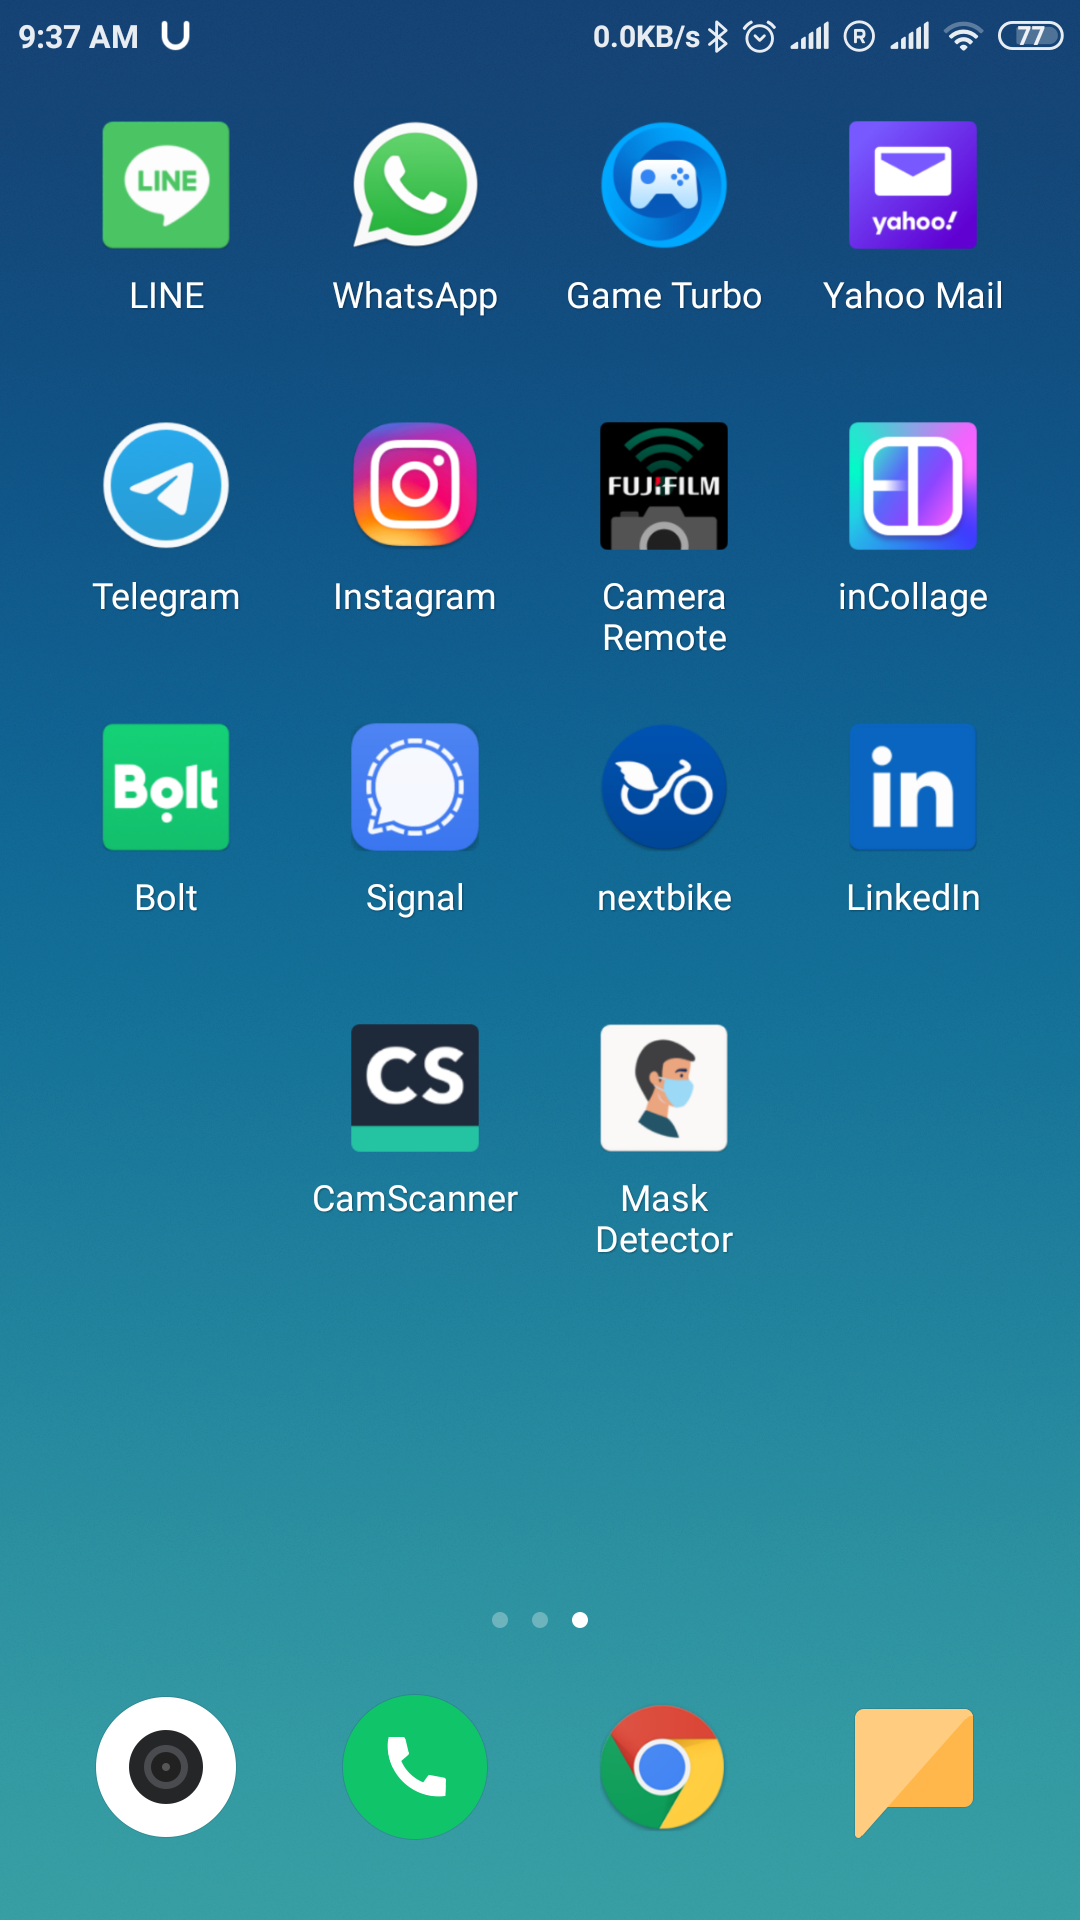 9:37 AM
0.0KB/s
R
77
LINE
yahoo!
LINE
WhatsApp
Game Turbo
Yahoo Mail
FUJIFILM
Telegram
Instagram
Camera
Remote
inCollage
Bolt
in
Bolt
Signal
nextbike
LinkedIn
CS
CamScanner
Mask
Detector